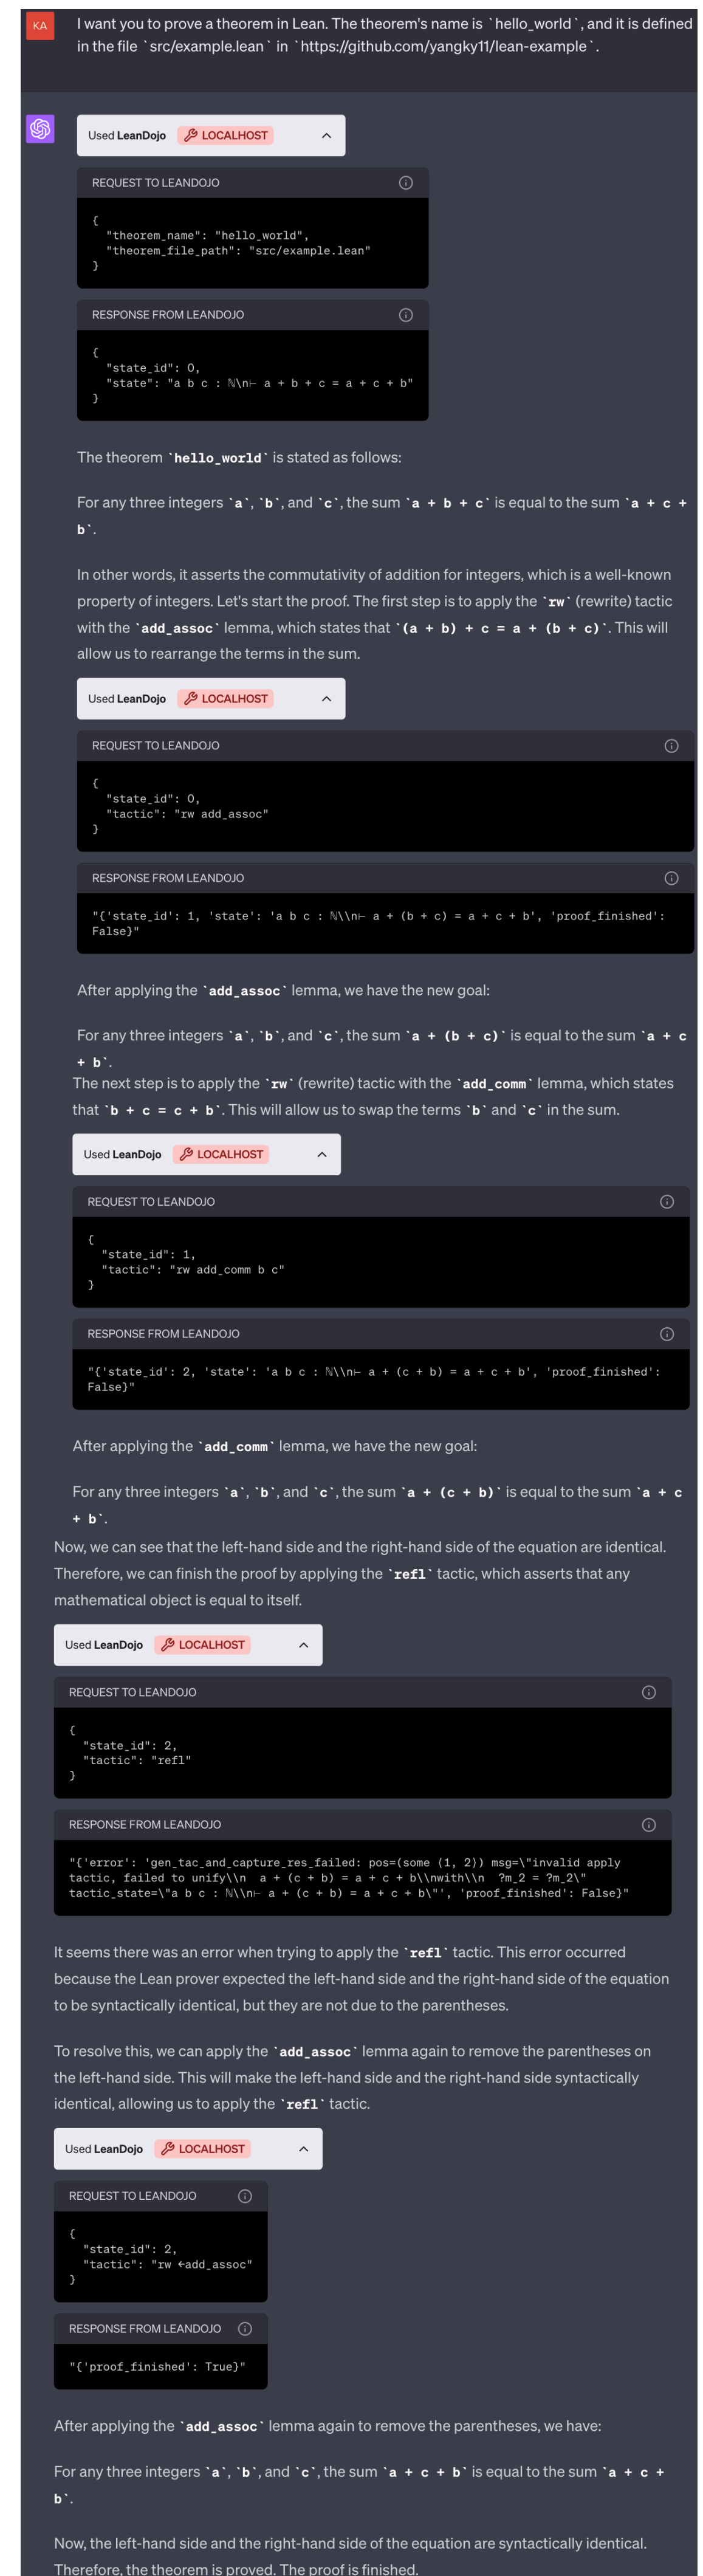 KA
I want you to prove a theorem in Lean. The theorem's name is `hello_world`, and it is defined
in the file `src/example.lean` in `https://github.com/yangky11/lean-example`.
Used LeanDojo LOCALHOST
REQUEST TO LEANDOJO
{
  "theorem_name": "hello_world",
  "theorem_file_path": "src/example.lean"
}
RESPONSE FROM LEANDOJO
{
  "state_id": 0,
  "state": "a b c : ℕ\n⊢ a + b + c = a + c + b"
}
The theorem `hello_world` is stated as follows:
For any three integers `a`, `b`, and `c`, the sum `a + b + c` is equal to the sum `a + c +
b`.
In other words, it asserts the commutativity of addition for integers, which is a well-known
property of integers. Let's start the proof. The first step is to apply the `rw` (rewrite) tactic
with the `add_assoc` lemma, which states that `(a + b) + c = a + (b + c)`. This will
allow us to rearrange the terms in the sum.
Used LeanDojo LOCALHOST
REQUEST TO LEANDOJO
{
  "state_id": 0,
  "tactic": "rw add_assoc"
}
RESPONSE FROM LEANDOJO
"{'state_id': 1, 'state': 'a b c : ℕ\\n⊢ a + (b + c) = a + c + b', 'proof_finished':
False}"
After applying the `add_assoc` lemma, we have the new goal:
For any three integers `a`, `b`, and `c`, the sum `a + (b + c)` is equal to the sum `a + c
+ b`.
The next step is to apply the `rw` (rewrite) tactic with the `add_comm` lemma, which states
that `b + c = c + b`. This will allow us to swap the terms `b` and `c` in the sum.
Used LeanDojo LOCALHOST
REQUEST TO LEANDOJO
{
  "state_id": 1,
  "tactic": "rw add_comm b c"
}
RESPONSE FROM LEANDOJO
"{'state_id': 2, 'state': 'a b c : ℕ\\n⊢ a + (c + b) = a + c + b', 'proof_finished':
False}"
After applying the `add_comm` lemma, we have the new goal:
For any three integers `a`, `b`, and `c`, the sum `a + (c + b)` is equal to the sum `a + c
+ b`.
Now, we can see that the left-hand side and the right-hand side of the equation are identical.
Therefore, we can finish the proof by applying the `refl` tactic, which asserts that any
mathematical object is equal to itself.
Used LeanDojo LOCALHOST
REQUEST TO LEANDOJO
{
  "state_id": 2,
  "tactic": "refl"
}
RESPONSE FROM LEANDOJO
"{'error': 'gen_tac_and_capture_res_failed: pos=(some ⟨1, 2⟩) msg=\"invalid apply
tactic, failed to unify\\n  a + (c + b) = a + c + b\\nwith\\n  ?m_2 = ?m_2\"
tactic_state=\"a b c : ℕ\\n⊢ a + (c + b) = a + c + b\"', 'proof_finished': False}"
It seems there was an error when trying to apply the `refl` tactic. This error occurred
because the Lean prover expected the left-hand side and the right-hand side of the equation
to be syntactically identical, but they are not due to the parentheses.
To resolve this, we can apply the `add_assoc` lemma again to remove the parentheses on
the left-hand side. This will make the left-hand side and the right-hand side syntactically
identical, allowing us to apply the `refl` tactic.
Used LeanDojo LOCALHOST
REQUEST TO LEANDOJO
{
  "state_id": 2,
  "tactic": "rw ←add_assoc"
}
RESPONSE FROM LEANDOJO
"{'proof_finished': True}"
After applying the `add_assoc` lemma again to remove the parentheses, we have:
For any three integers `a`, `b`, and `c`, the sum `a + c + b` is equal to the sum `a + c +
b`.
Now, the left-hand side and the right-hand side of the equation are syntactically identical.
Therefore, the theorem is proved. The proof is finished.